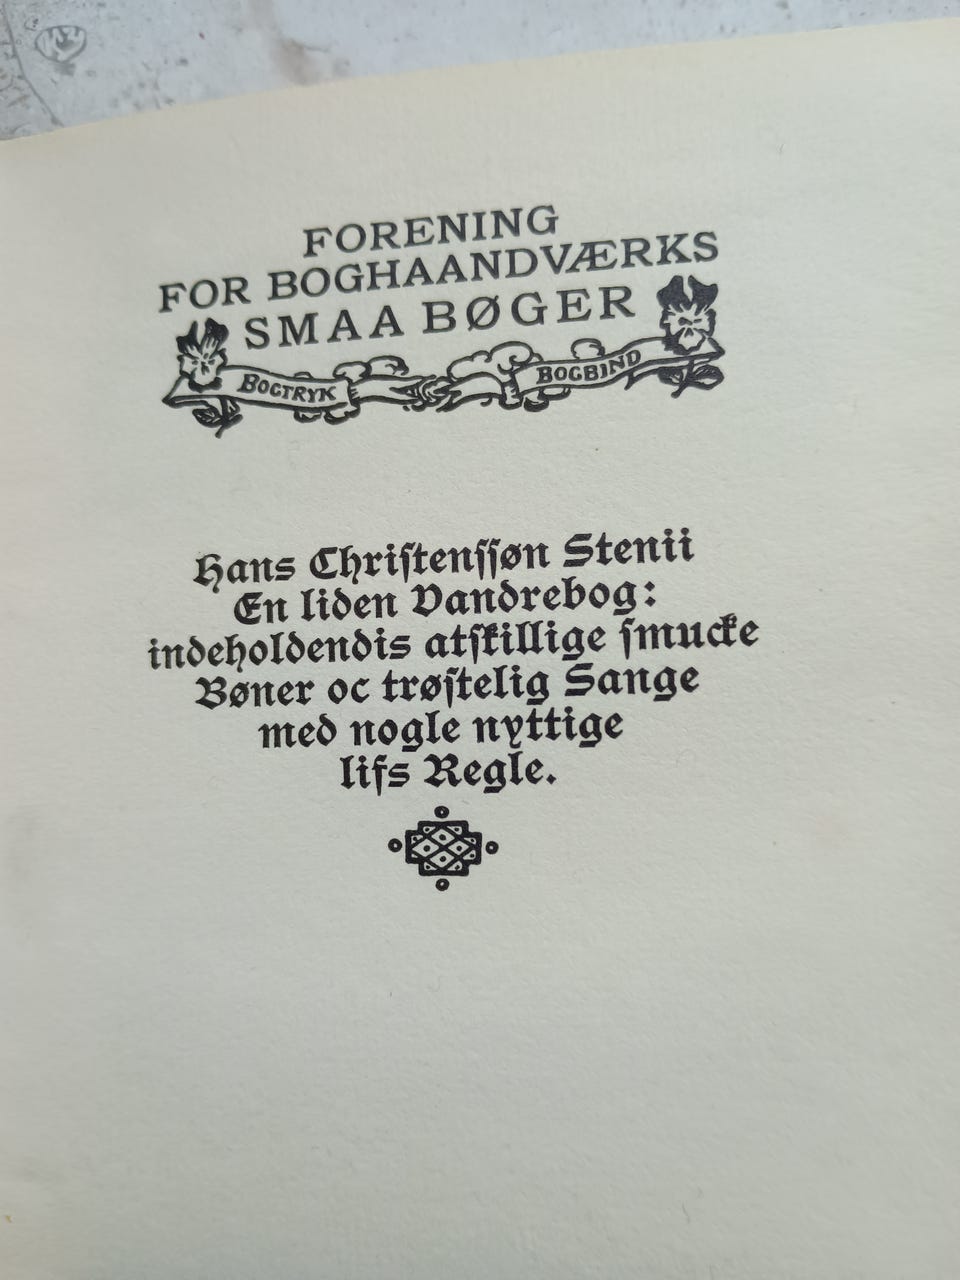 FORENING
FOR BOGHAANDVÆRKS
SMAA BØGER
BOGTRYK
BOGBIND
Hans Chriſtenſſøn Stenii
En liden Vandrebog:
indeholdendis atſkillige ſmucke
Bøner oc trøſtelig Sange
med nogle nyttige
lifs Regle.